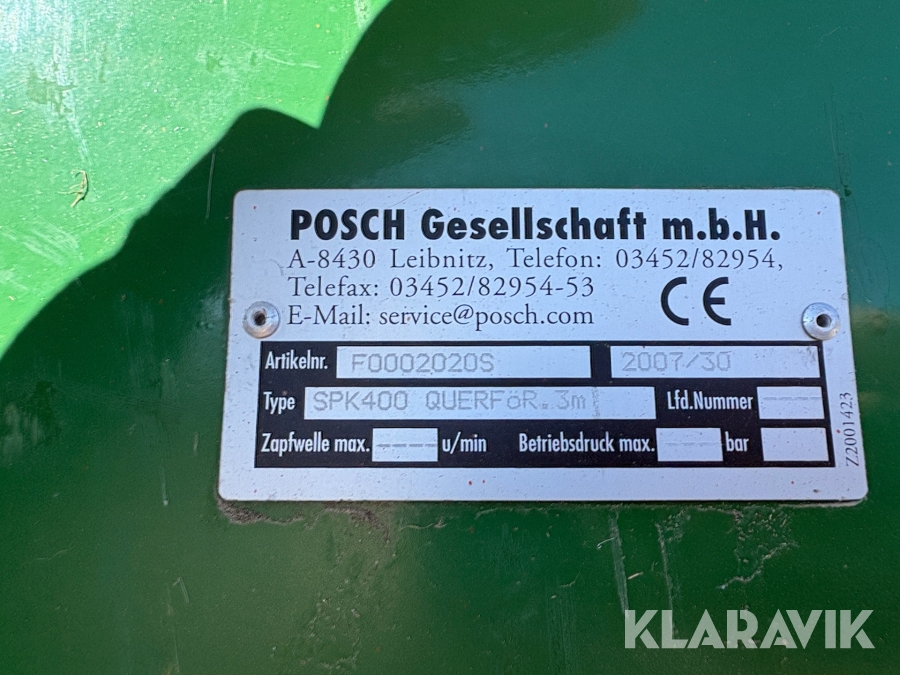 POSCH Gesellschaft m.b.H.
A-8430 Leibnitz, Telefon: 03452/82954,
Telefax: 03452/82954-53
E-Mail: service@posch.com
CE
Artikelnr. F0002020S 2007/30
Type SPK400 QUERFöR.3m Lfd.Nummer ----
Zapfwelle max. ---- u/min Betriebsdruck max. ---- bar
Z2001423
KLARAVIK